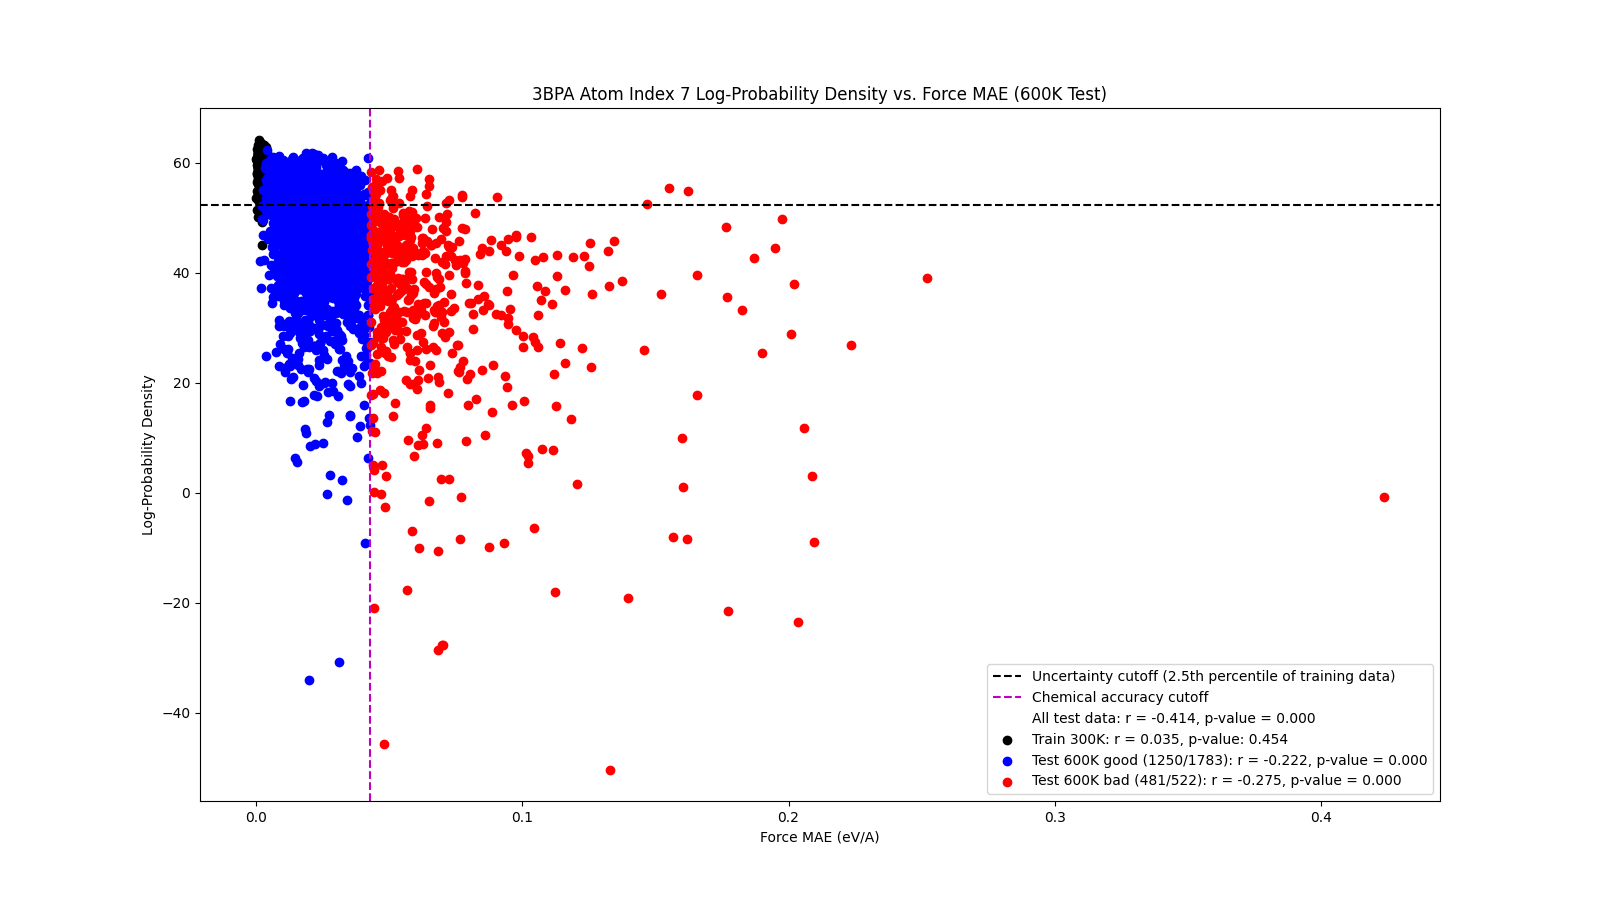 3BPA Atom Index 7 Log-Probability Density vs. Force MAE (600K Test)
60
40
20
0
−20
−40
Log-Probability Density
0.0
0.1
0.2
0.3
0.4
Force MAE (eV/A)
Uncertainty cutoff (2.5th percentile of training data)
Chemical accuracy cutoff
All test data: r = -0.414, p-value = 0.000
Train 300K: r = 0.035, p-value: 0.454
Test 600K good (1250/1783): r = -0.222, p-value = 0.000
Test 600K bad (481/522): r = -0.275, p-value = 0.000